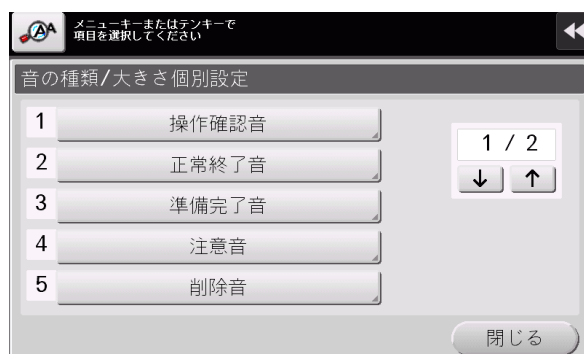 メニューキーまたはテンキーで
項目を選択してください
音の種類/大きさ個別設定
1 操作確認音
2 正常終了音
3 準備完了音
4 注意音
5 削除音
1 / 2
↓ ↑
閉じる